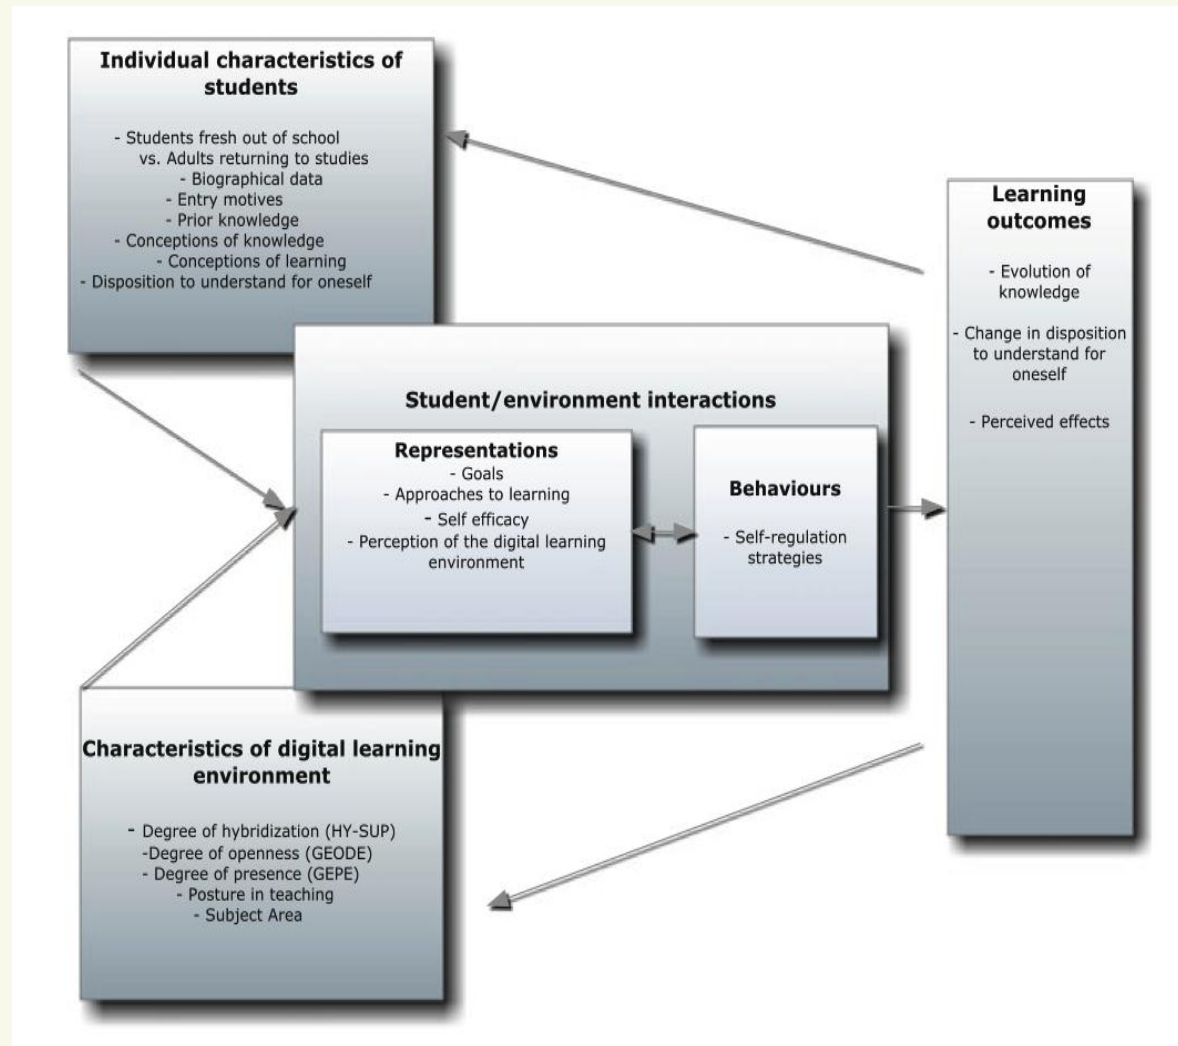 Individual characteristics of
students
- Students fresh out of school
vs. Adults returning to studies
- Biographical data
- Entry motives
- Prior knowledge
- Conceptions of knowledge
- Conceptions of learning
- Disposition to understand for oneself
Student/environment interactions
Representations
- Goals
- Approaches to learning
- Self efficacy
- Perception of the digital learning
environment
Behaviours
- Self-regulation
strategies
Learning
outcomes
- Evolution of
knowledge
- Change in disposition
to understand for
oneself
- Perceived effects
Characteristics of digital learning
environment
- Degree of hybridization (HY-SUP)
-Degree of openness (GEODE)
- Degree of presence (GEPE)
- Posture in teaching
- Subject Area